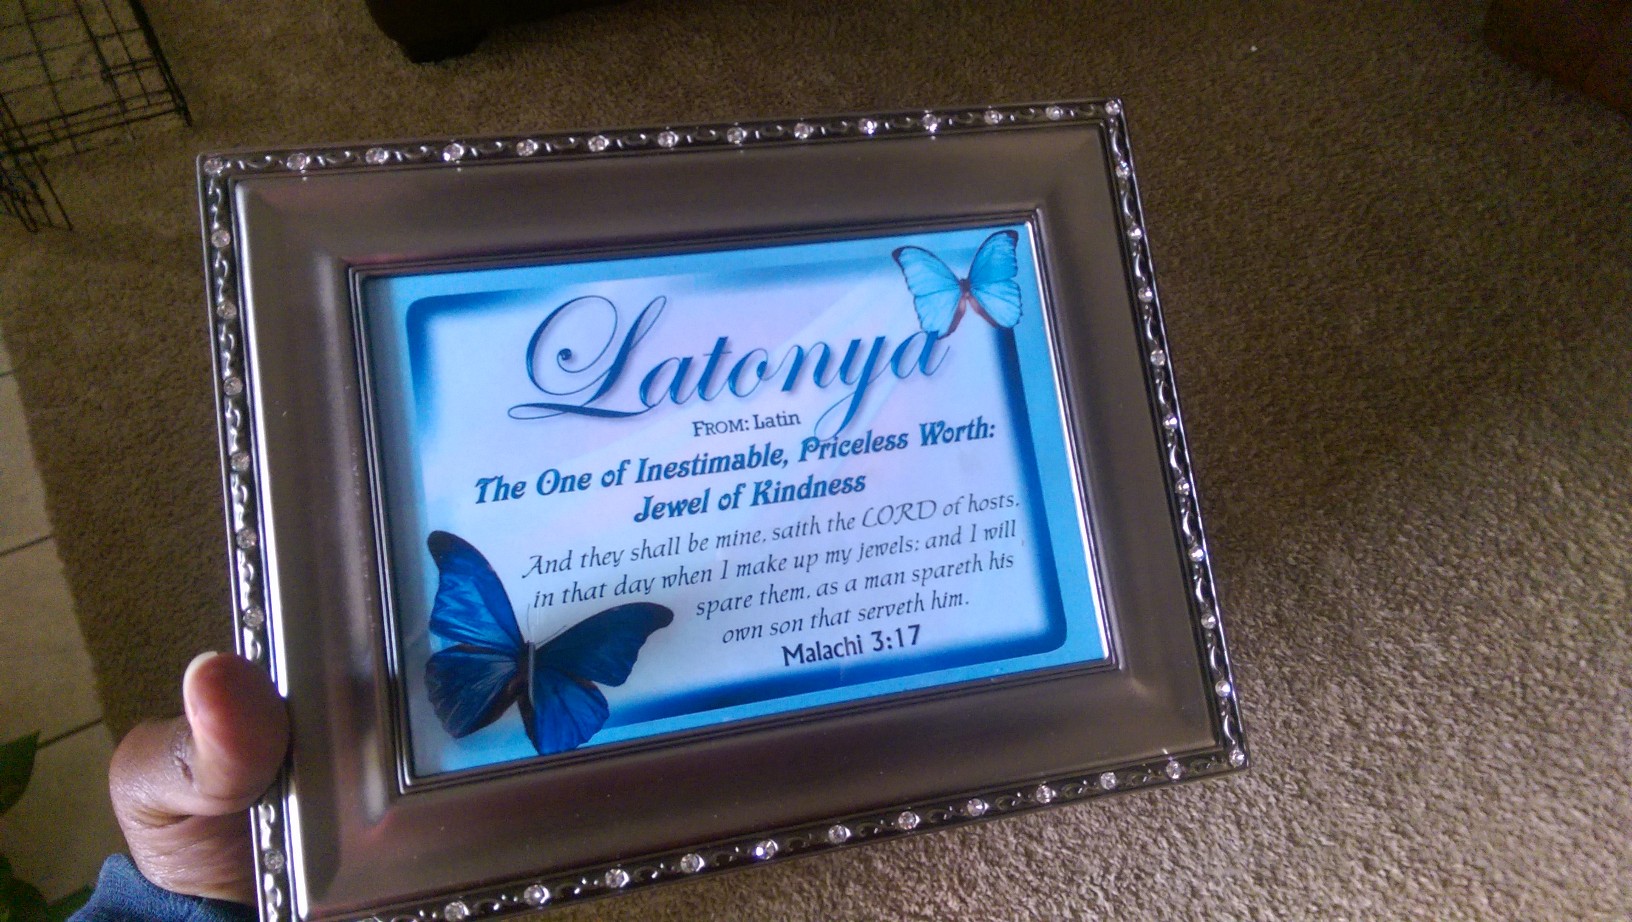 Latonya
FROM: Latin
The One of Inestimable, Priceless Worth:
Jewel of Kindness
And they shall be mine, saith the LORD of hosts,
in that day when I make up my jewels; and I will
spare them, as a man spareth his
own son that serveth him.
Malachi 3:17